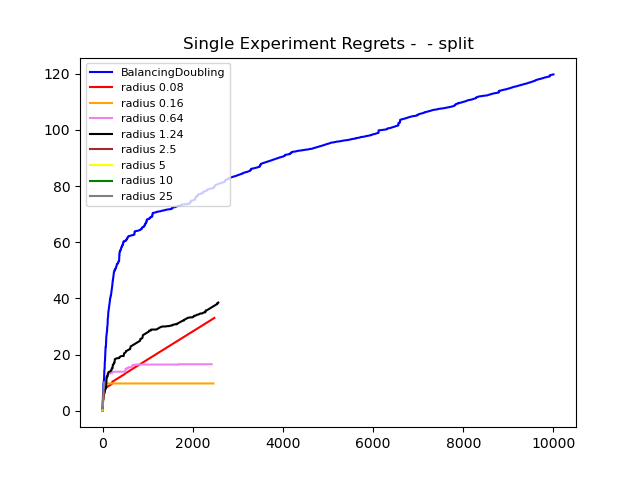 Single Experiment Regrets -  - split
BalancingDoubling
radius 0.08
radius 0.16
radius 0.64
radius 1.24
radius 2.5
radius 5
radius 10
radius 25
120
100
80
60
40
20
0
0 2000 4000 6000 8000 10000